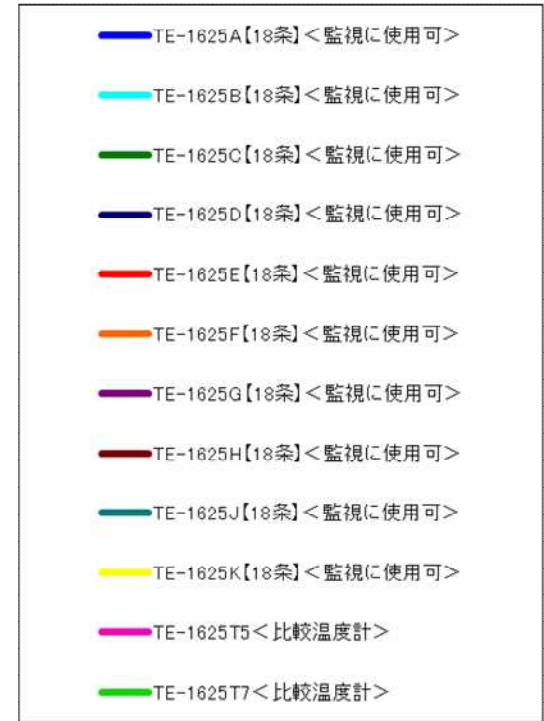 TE-1625A【18条】＜監視に使用可＞
TE-1625B【18条】＜監視に使用可＞
TE-1625C【18条】＜監視に使用可＞
TE-1625D【18条】＜監視に使用可＞
TE-1625E【18条】＜監視に使用可＞
TE-1625F【18条】＜監視に使用可＞
TE-1625G【18条】＜監視に使用可＞
TE-1625H【18条】＜監視に使用可＞
TE-1625J【18条】＜監視に使用可＞
TE-1625K【18条】＜監視に使用可＞
TE-1625T5＜比較温度計＞
TE-1625T7＜比較温度計＞